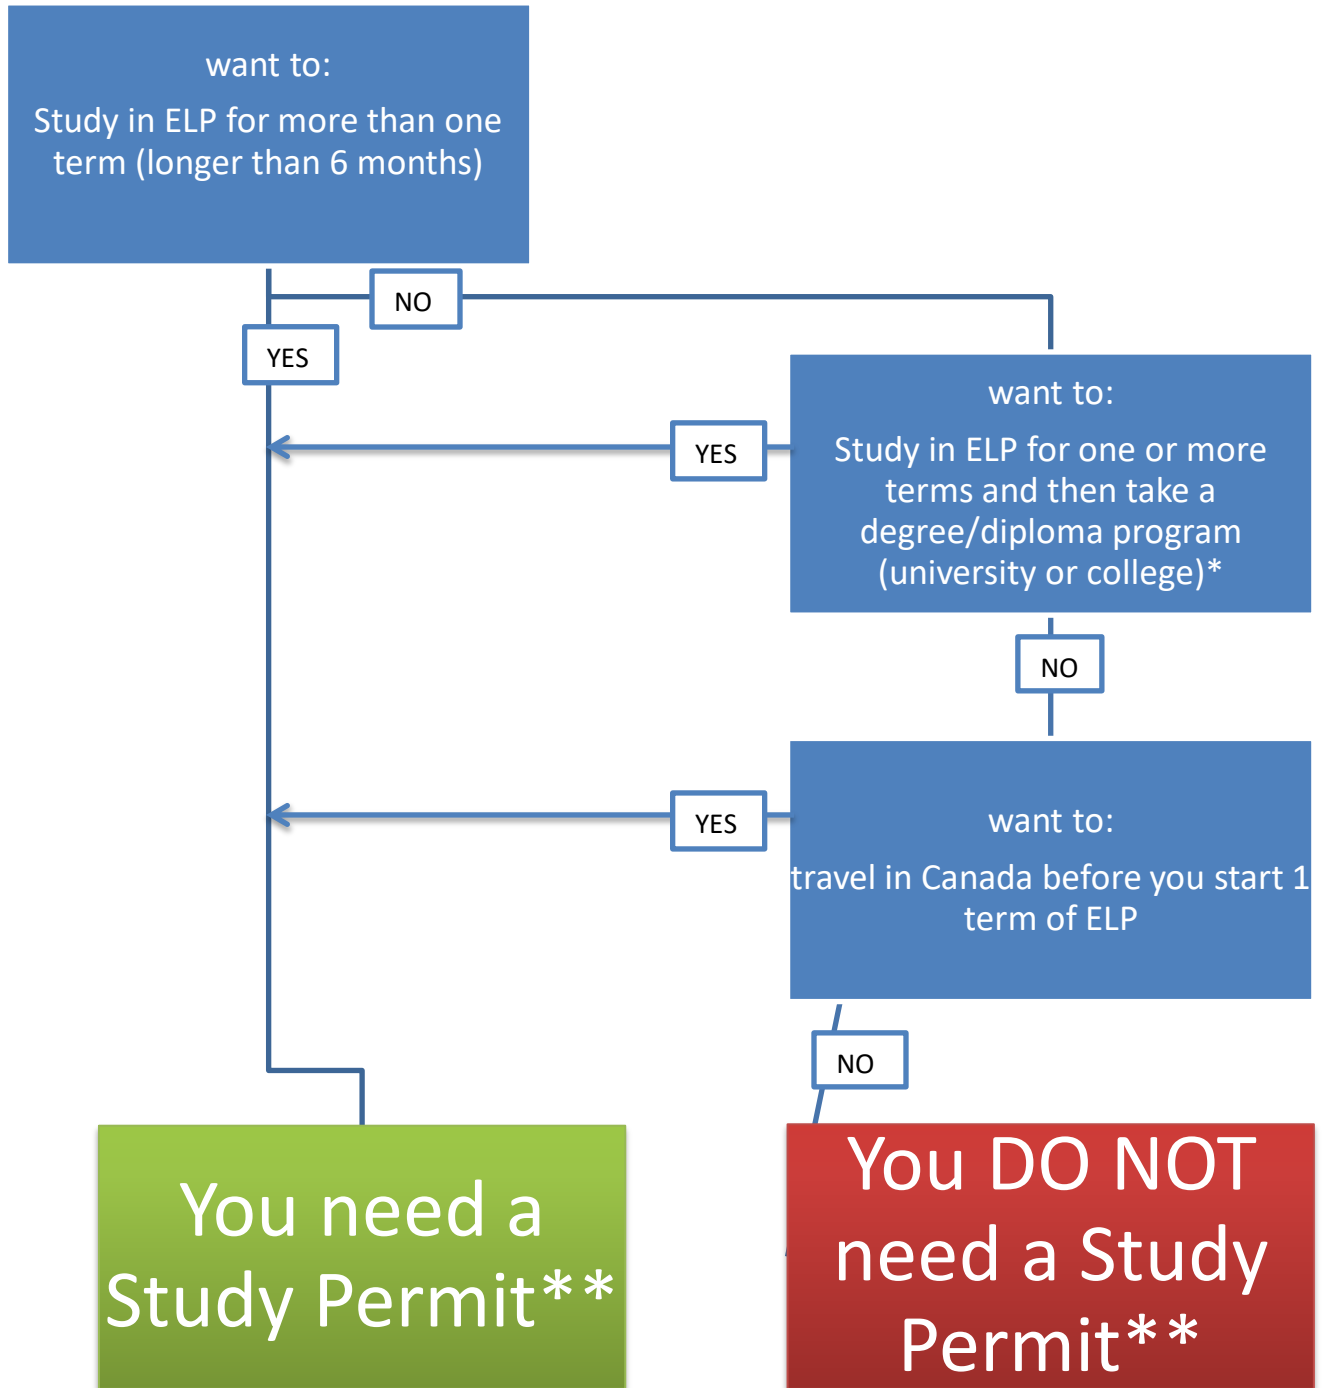 want to:
Study in ELP for more than one
term (longer than 6 months)
NO
YES
want to:
Study in ELP for one or more
terms and then take a
degree/diploma program
(university or college)*
YES
NO
want to:
travel in Canada before you start 1
term of ELP
YES
NO
You need a
Study Permit**
You DO NOT
need a Study
Permit**